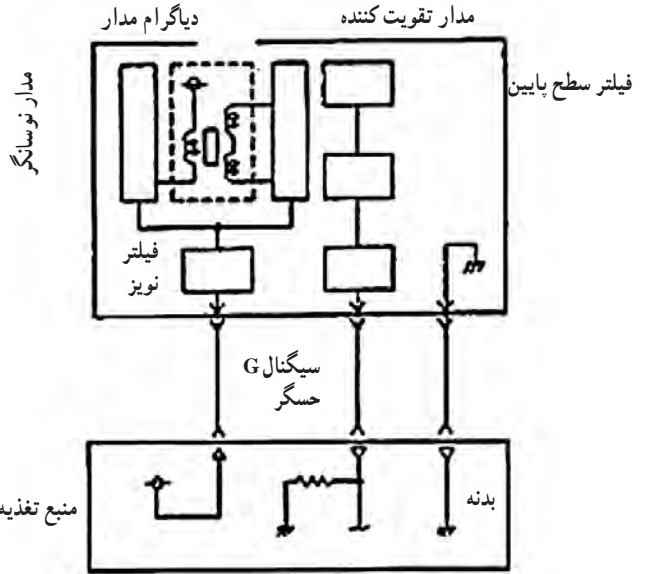 مدار تقویت کننده
دیاگرام مدار
فیلتر سطح پایین
مدار نوسانگر
فیلتر
نویز
سیگنال G
حسگر
بدنه
منبع تغذیه